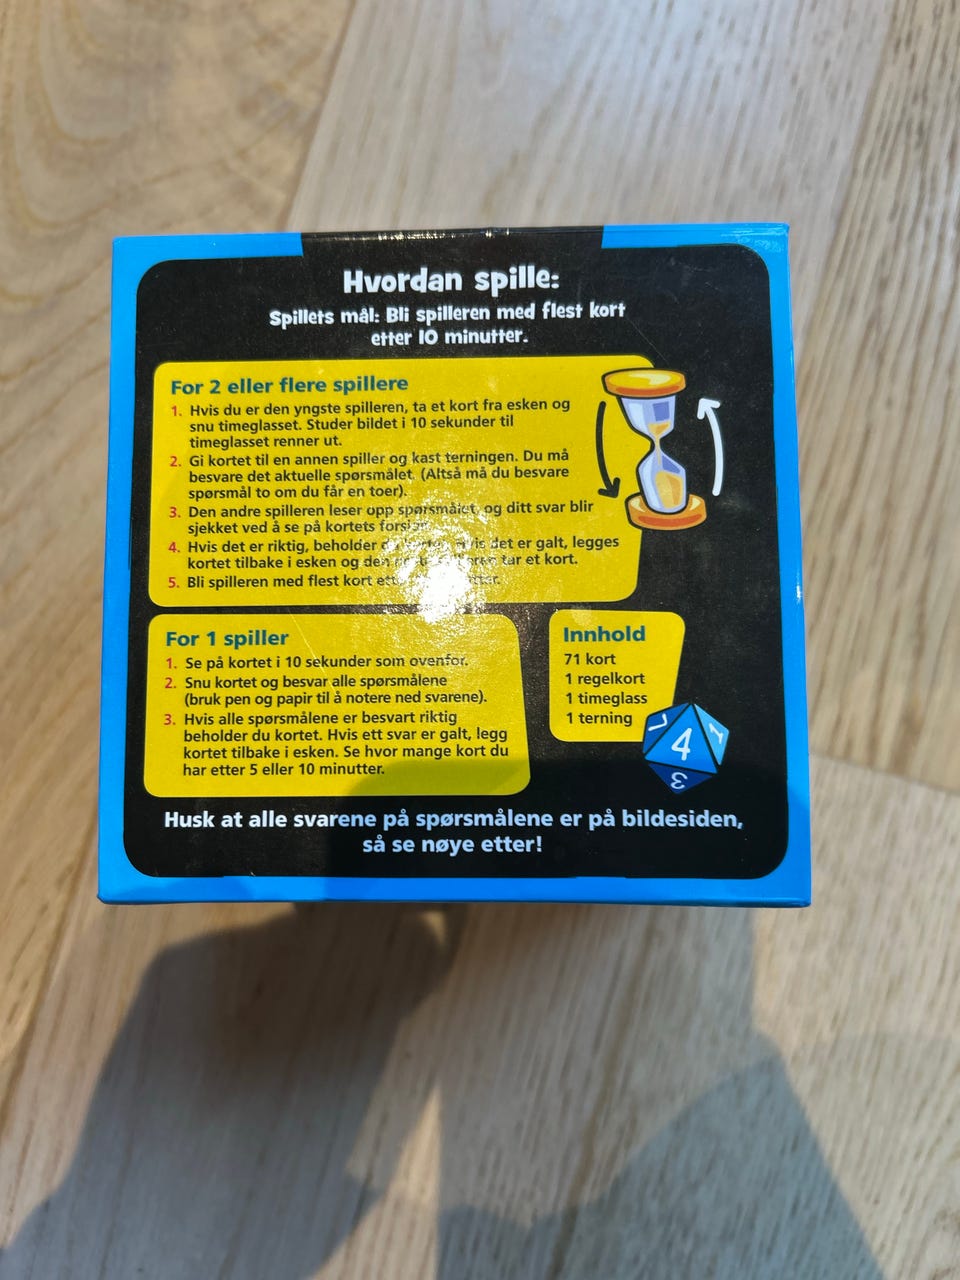 Hvordan spille:
Spillets mål: Bli spilleren med flest kort
etter 10 minutter.
For 2 eller flere spillere
1. Hvis du er den yngste spilleren, ta et kort fra esken og
snu timeglasset. Studer bildet i 10 sekunder til
timeglasset renner ut.
2. Gi kortet til en annen spiller og kast terningen. Du må
besvare det aktuelle spørsmålet. (Altså må du besvare
spørsmål to om du får en toer).
3. Den andre spilleren leser opp spørsmålet, og ditt svar blir
sjekket ved å se på kortets
4. Hvis det er riktig, beholder det er galt, legges
kortet tilbake i esken og den tar et kort.
5. Bli spilleren med flest kort
For 1 spiller
1. Se på kortet i 10 sekunder som ovenfor.
2. Snu kortet og besvar alle spørsmålene
(bruk pen og papir til å notere ned svarene).
3. Hvis alle spørsmålene er besvart riktig
beholder du kortet. Hvis ett svar er galt, legg
kortet tilbake i esken. Se hvor mange kort du
har etter 5 eller 10 minutter.
Innhold
71 kort
1 regelkort
1 timeglass
1 terning
7 4 1
3
Husk at alle svarene på spørsmålene er på bildesiden,
så se nøye etter!